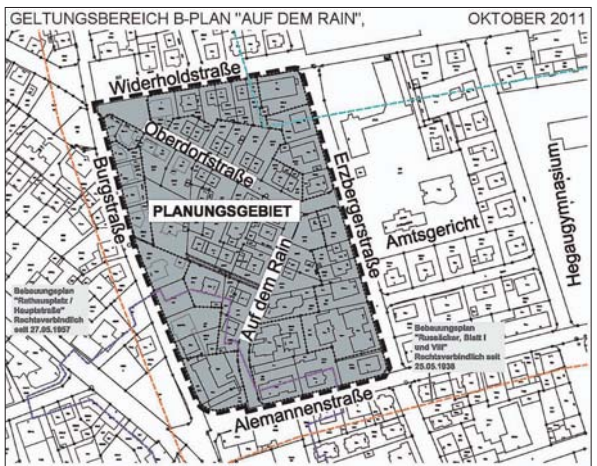 GELTUNGSBEREICH B-PLAN "AUF DEM RAIN", OKTOBER 2011
Widerholdstraße
Oberdorfstraße
Burgstraße
Erzbergerstraße
Hegaugymnasium
PLANUNGSGEBIET
Amtsgericht
Auf dem Rain
Bebauungsplan
"Rathausplatz /
Hauptstraße"
Rechtsverbindlich
seit 27.05.1957
Bebauungsplan
"Russäcker, Blatt I
und VIII"
Rechtsverbindlich seit
25.05.1938
Alemannenstraße